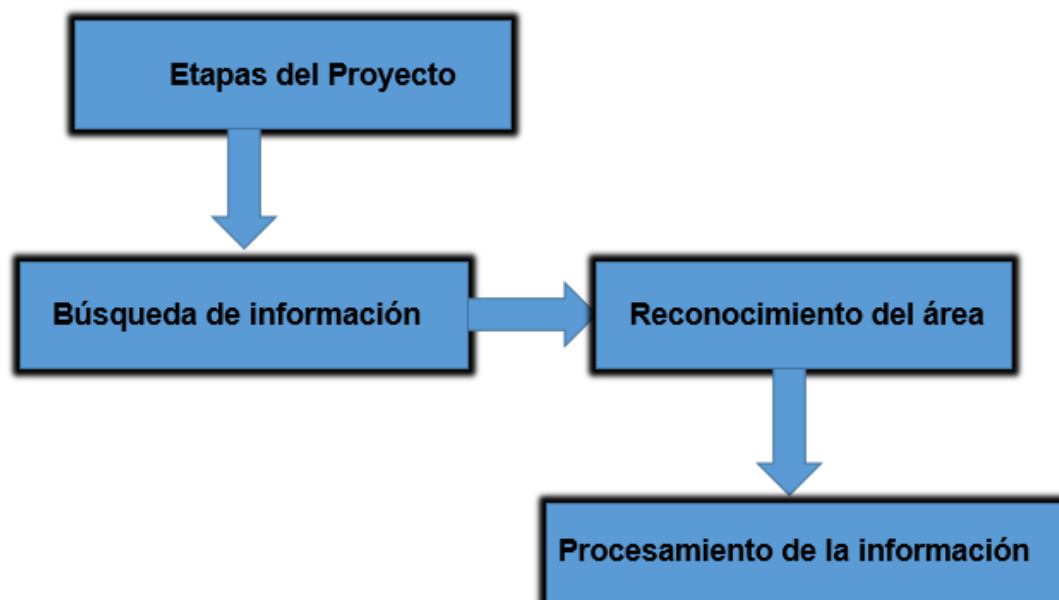 Etapas del Proyecto
Búsqueda de información
Reconocimiento del área
Procesamiento de la información